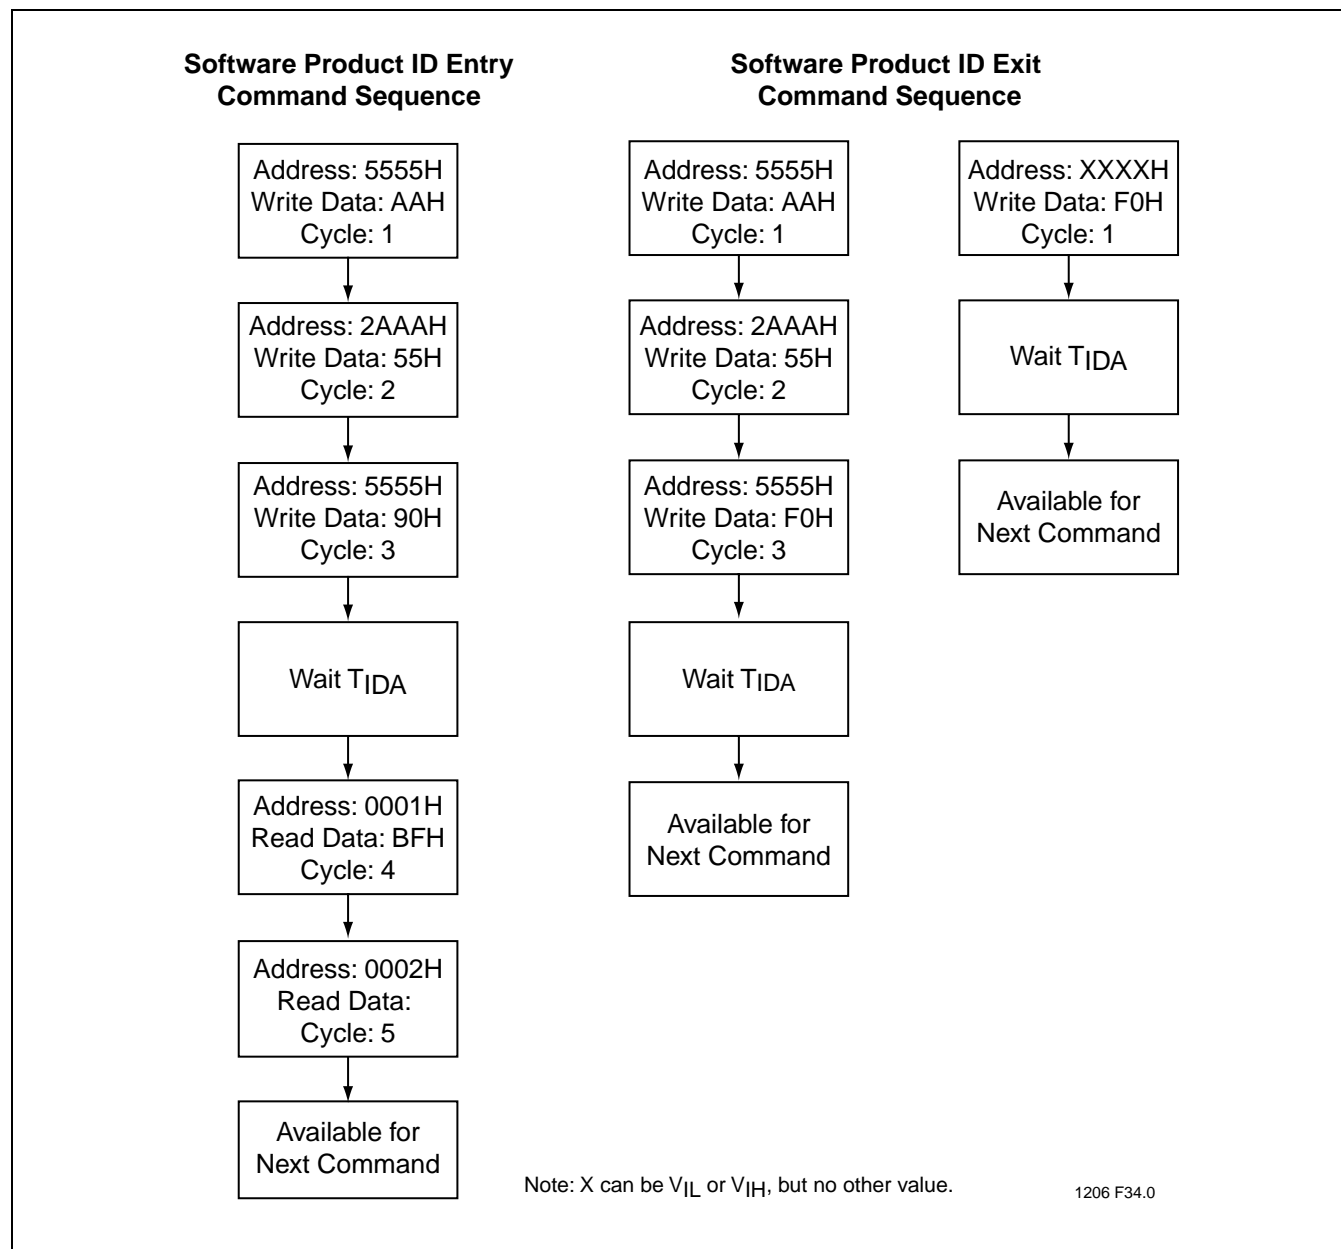 Software Product ID Entry
Command Sequence
Address: 5555H
Write Data: AAH
Cycle: 1
Address: 2AAAH
Write Data: 55H
Cycle: 2
Address: 5555H
Write Data: 90H
Cycle: 3
Wait TIDA
Address: 0001H
Read Data: BFH
Cycle: 4
Address: 0002H
Read Data:
Cycle: 5
Available for
Next Command
Software Product ID Exit
Command Sequence
Address: 5555H
Write Data: AAH
Cycle: 1
Address: 2AAAH
Write Data: 55H
Cycle: 2
Address: 5555H
Write Data: F0H
Cycle: 3
Wait TIDA
Available for
Next Command
Address: XXXXH
Write Data: F0H
Cycle: 1
Wait TIDA
Available for
Next Command
Note: X can be VIL or VIH, but no other value.
1206 F34.0